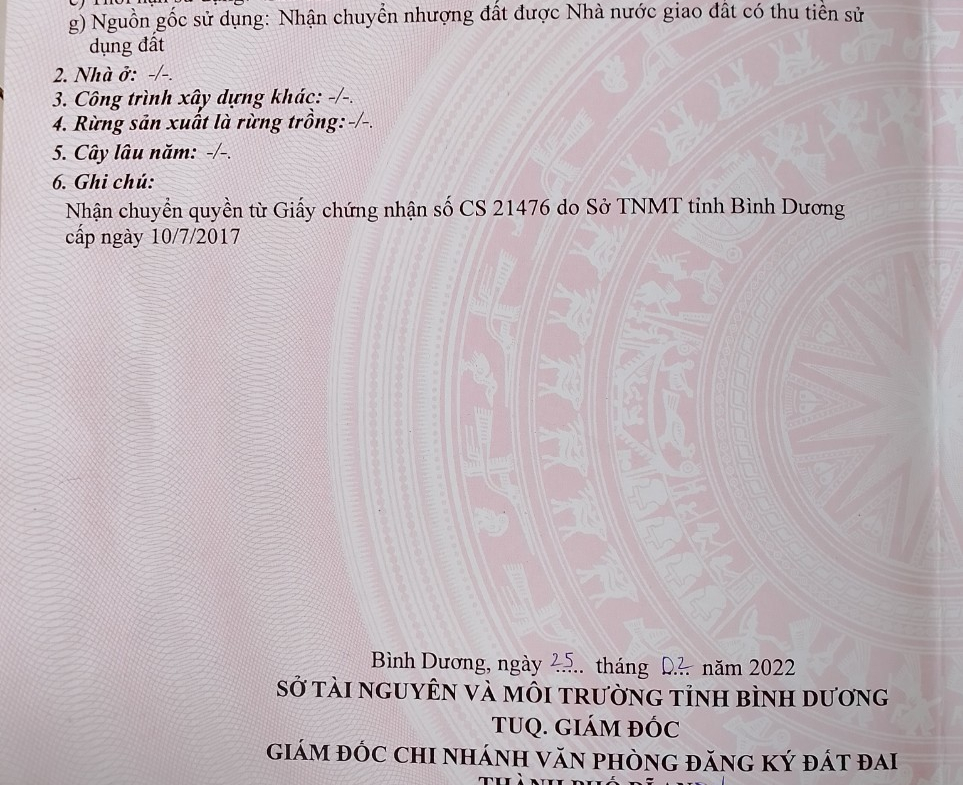 g) Nguồn gốc sử dụng: Nhận chuyển nhượng đất được Nhà nước giao đất có thu tiền sử
dụng đất
2. Nhà ở: -/-.
3. Công trình xây dựng khác: -/-.
4. Rừng sản xuất là rừng trồng: -/-.
5. Cây lâu năm: -/-.
6. Ghi chú:
Nhận chuyển quyền từ Giấy chứng nhận số CS 21476 do Sở TNMT tỉnh Bình Dương
cấp ngày 10/7/2017
Bình Dương, ngày 25 tháng 02 năm 2022
SỞ TÀI NGUYÊN VÀ MÔI TRƯỜNG TỈNH BÌNH DƯƠNG
TUQ. GIÁM ĐỐC
GIÁM ĐỐC CHI NHÁNH VĂN PHÒNG ĐĂNG KÝ ĐẤT ĐAI
THÀNH PHỐ DĨ AN